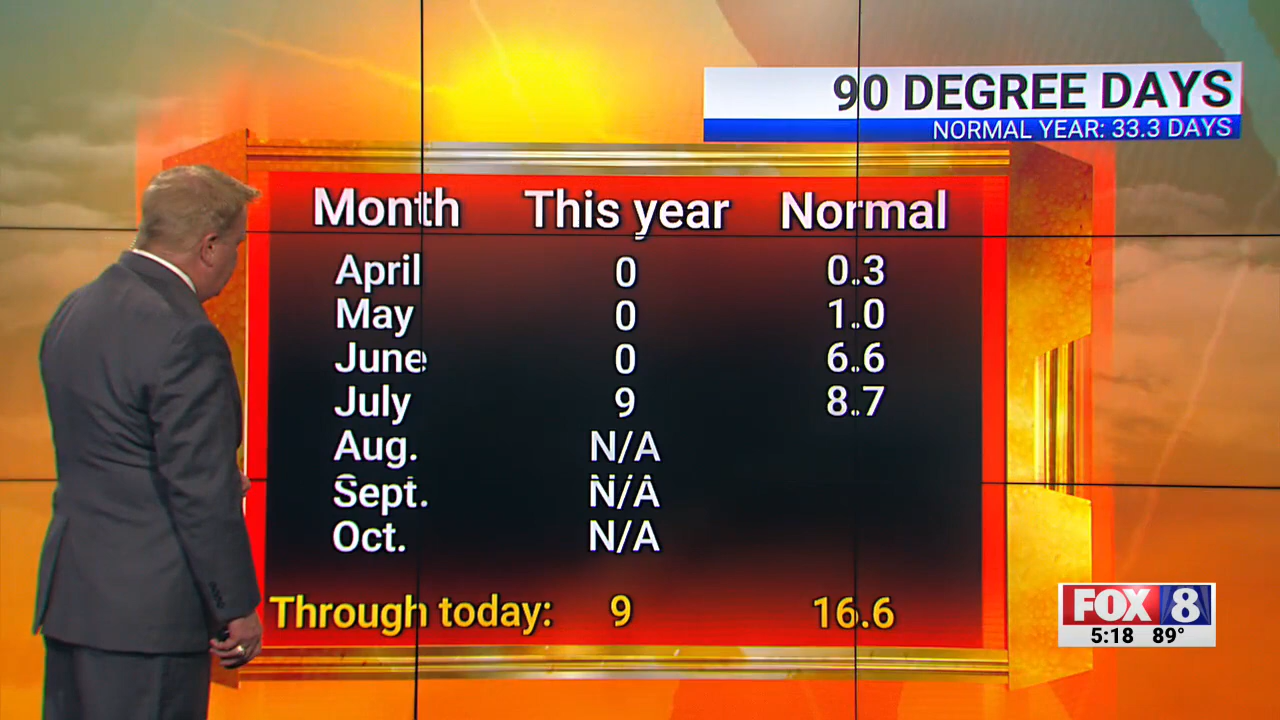 90 DEGREE DAYS
NORMAL YEAR: 33.3 DAYS
Month This year Normal
April 0 0.3
May 0 1.0
June 0 6.6
July 9 8.7
Aug. N/A
Sept. N/A
Oct. N/A
Through today: 9 16.6
FOX 8
5:18 89°